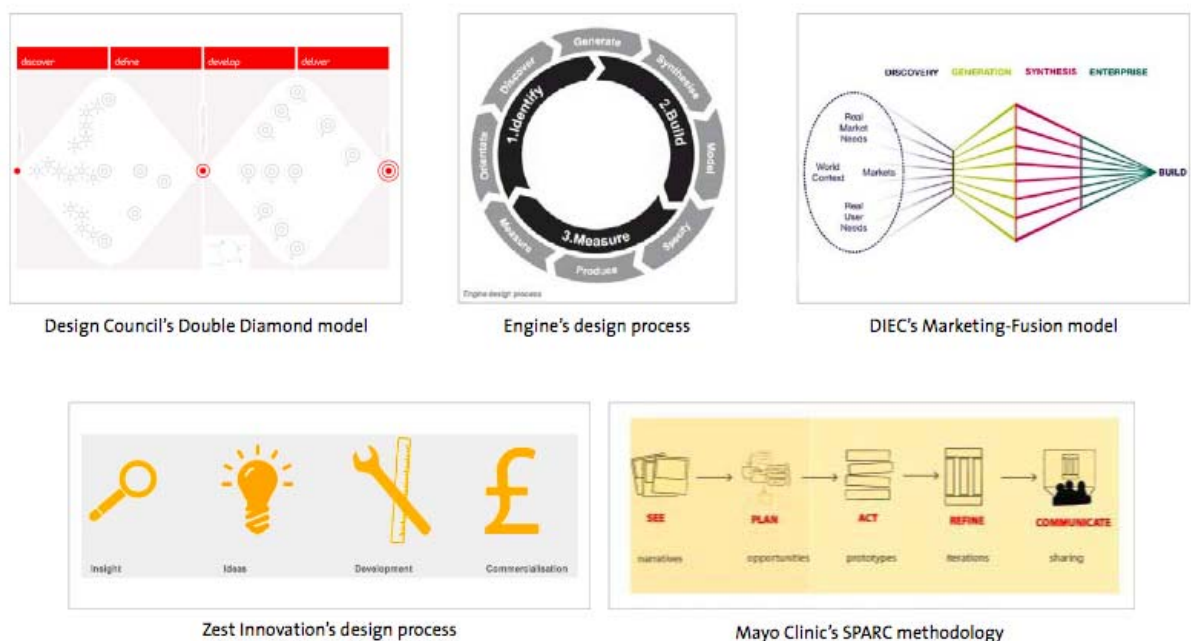 discover define develop deliver
Design Council's Double Diamond model
Generate
Synthesise
Model
Specify
Produce
Measure
Orientate
Discover
1.Identify
2.Build
3.Measure
Engine design process
Engine's design process
DISCOVERY GENERATION SYNTHESIS ENTERPRISE
Real
Market
Needs
World
Context
Markets
Real
User
Needs
BUILD
DIEC's Marketing-Fusion model
Insight Ideas Development Commercialisation
Zest Innovation's design process
SEE PLAN ACT REFINE COMMUNICATE
narratives opportunities prototypes iterations sharing
Mayo Clinic's SPARC methodology